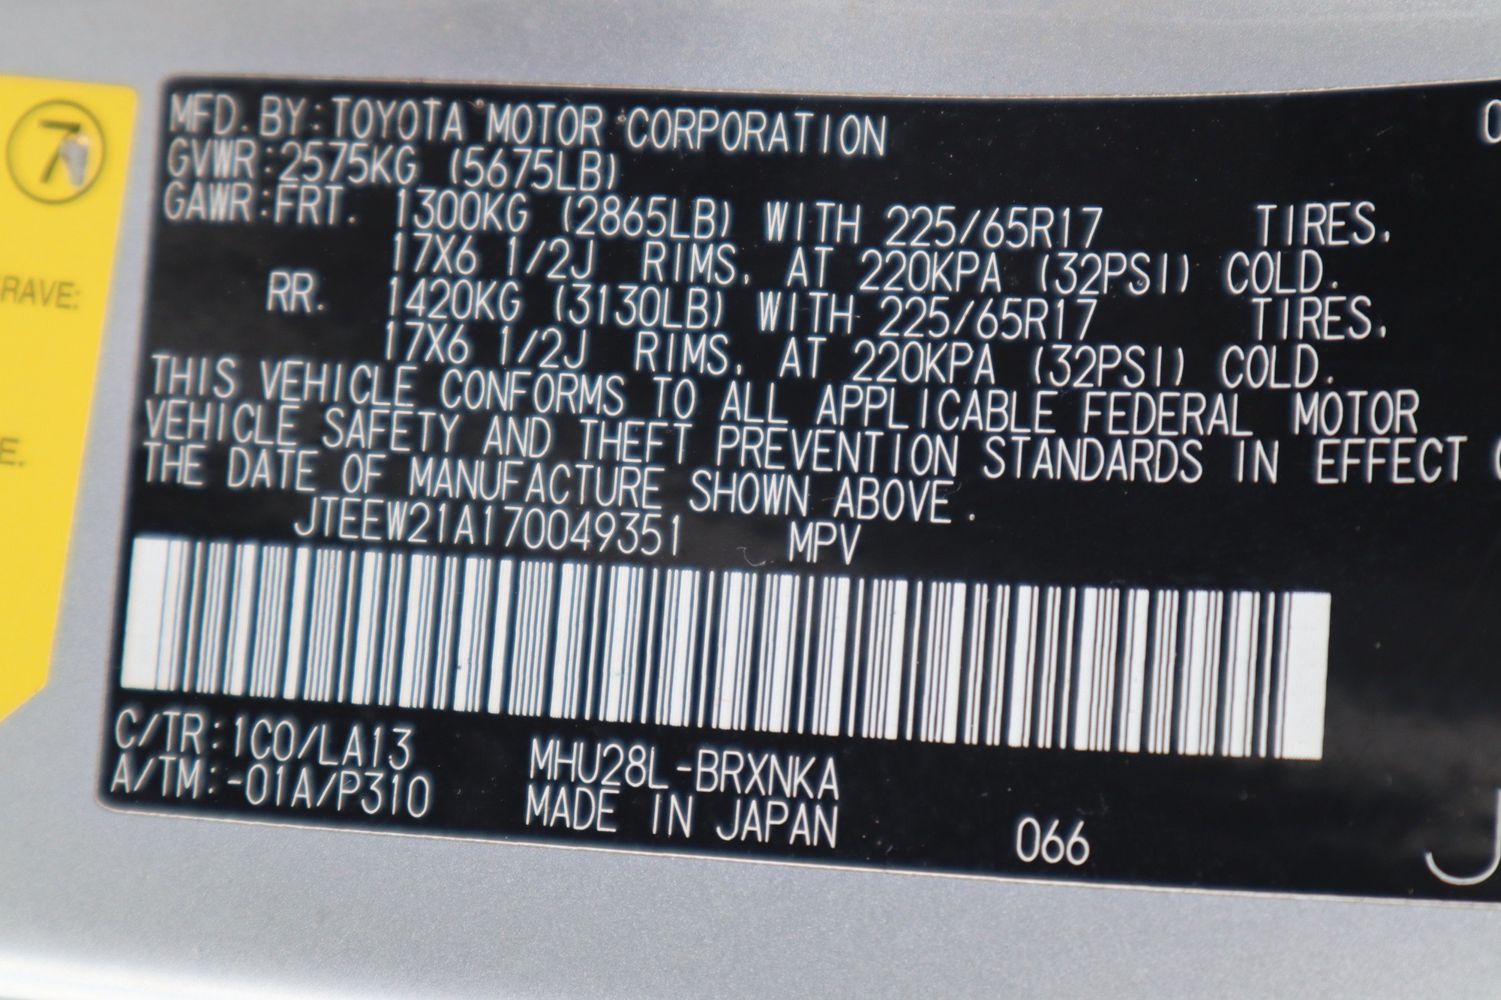 7
RAVE:
E.
MFD. BY: TOYOTA MOTOR CORPORATION
GVWR: 2575KG (5675LB)
GAWR: FRT. 1300KG (2865LB) WITH 225/65R17 TIRES,
17X6 1/2J RIMS, AT 220KPA (32PSI) COLD.
RR. 1420KG (3130LB) WITH 225/65R17 TIRES,
17X6 1/2J RIMS, AT 220KPA (32PSI) COLD.
THIS VEHICLE CONFORMS TO ALL APPLICABLE FEDERAL MOTOR
VEHICLE SAFETY AND THEFT PREVENTION STANDARDS IN EFFECT
THE DATE OF MANUFACTURE SHOWN ABOVE.
JTEEW21A170049351 MPV
C/TR: 1C0/LA13
A/TM: -01A/P310
MHU28L-BRXNKA
MADE IN JAPAN
066
J